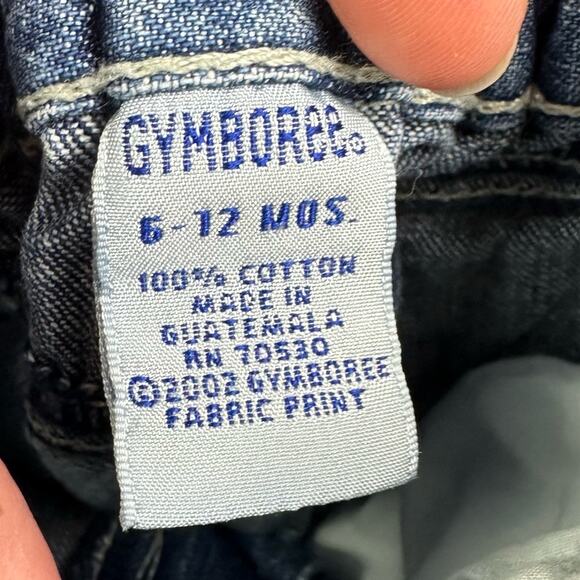 GYMBOREE®
6-12 MOS.
100% COTTON
MADE IN
GUATEMALA
RN 70530
©2002 GYMBOREE
FABRIC PRINT